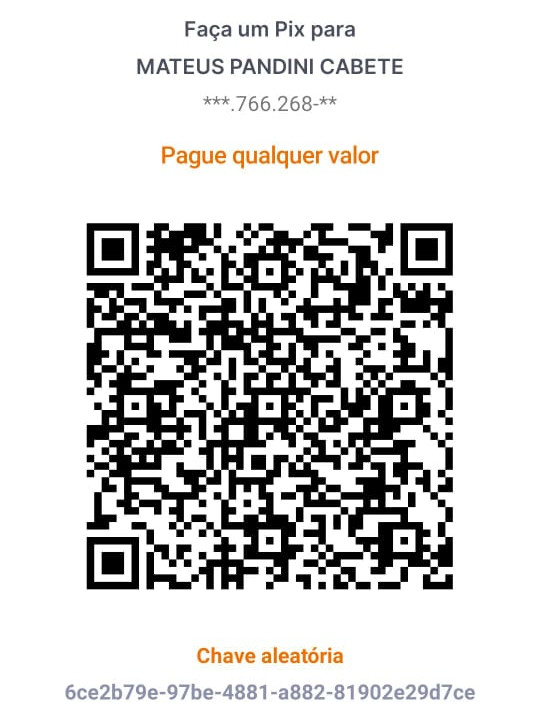 Faça um Pix para
MATEUS PANDINI CABETE
***.766.268-**
Pague qualquer valor
Chave aleatória
6ce2b79e-97be-4881-a882-81902e29d7ce